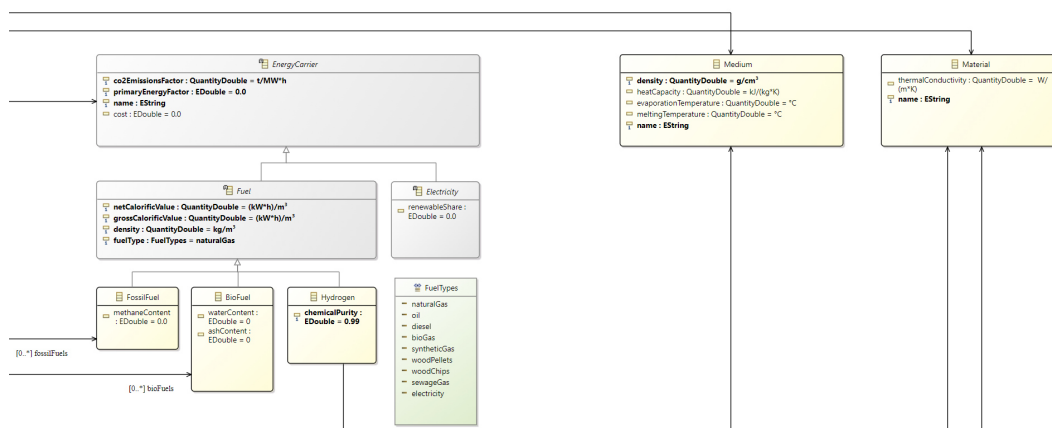 EnergyCarrier
co2EmissionsFactor : QuantityDouble = t/MW*h
primaryEnergyFactor : EDouble = 0.0
name : EString
cost : EDouble = 0.0
Medium
density : QuantityDouble = g/cm³
heatCapacity : QuantityDouble = kJ/(kg*K)
evaporationTemperature : QuantityDouble = °C
meltingTemperature : QuantityDouble = °C
name : EString
Material
thermalConductivity : QuantityDouble = W/
(m*K)
name : EString
Fuel
netCalorificValue : QuantityDouble = (kW*h)/m³
grossCalorificValue : QuantityDouble = (kW*h)/m³
density : QuantityDouble = kg/m³
fuelType : FuelTypes = naturalGas
Electricity
renewableShare :
EDouble = 0.0
FossilFuel
methaneContent
: EDouble = 0.0
BioFuel
waterContent :
EDouble = 0
ashContent :
EDouble = 0
Hydrogen
chemicalPurity :
EDouble = 0.99
FuelTypes
naturalGas
oil
diesel
bioGas
syntheticGas
woodPellets
woodChips
sewageGas
electricity
[0..*] fossilFuels
[0..*] bioFuels